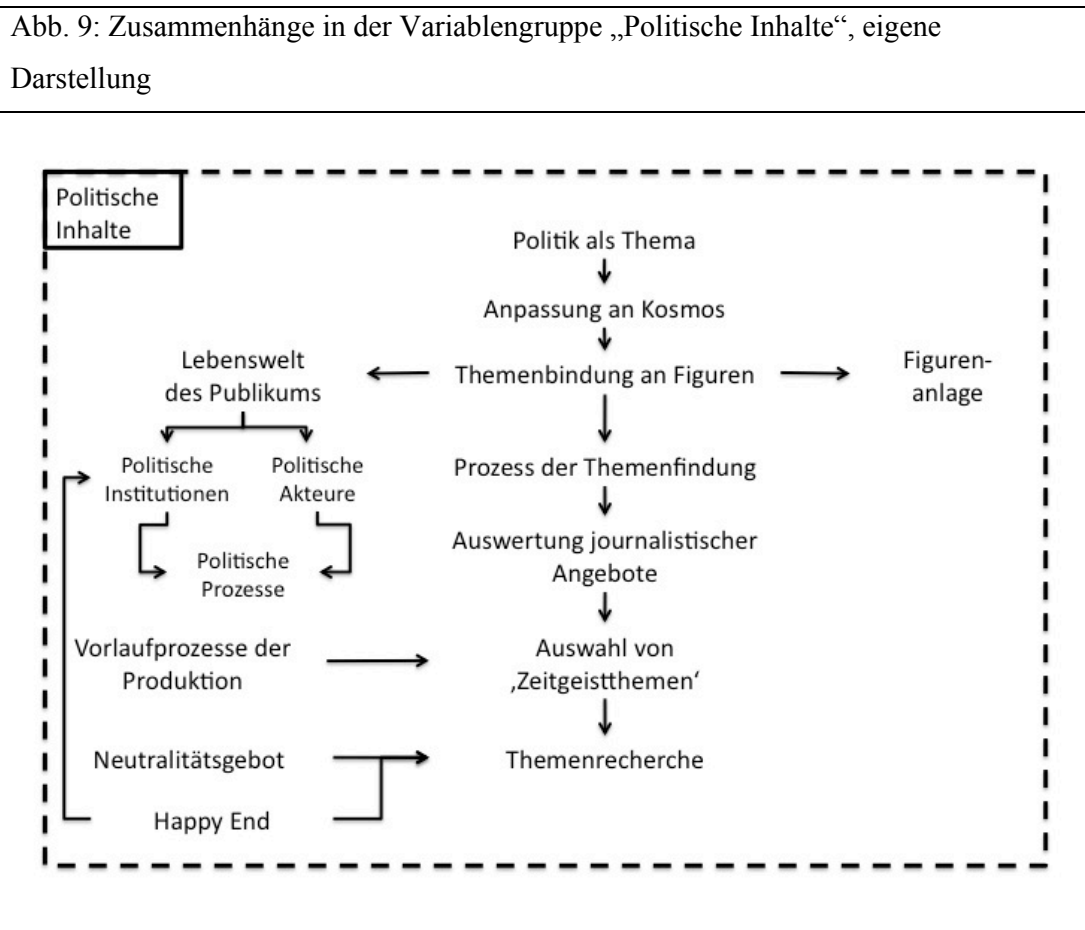 Abb. 9: Zusammenhänge in der Variablengruppe „Politische Inhalte“, eigene
Darstellung
Politische
Inhalte
Politik als Thema
Anpassung an Kosmos
Lebenswelt
des Publikums
Themenbindung an Figuren
Figuren-
anlage
Politische
Institutionen
Politische
Akteure
Prozess der Themenfindung
Politische
Prozesse
Auswertung journalistischer
Angebote
Vorlaufprozesse der
Produktion
Auswahl von
‚Zeitgeistthemen‘
Neutralitätsgebot
Themenrecherche
Happy End